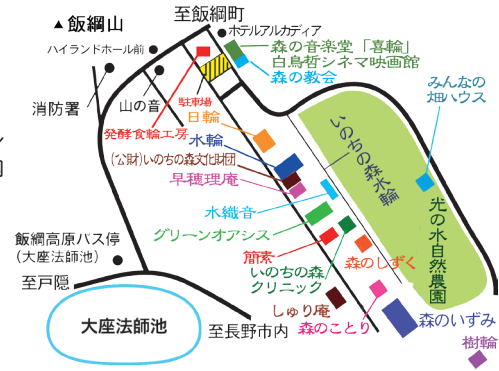 至飯綱町
▲飯綱山
ホテルアルカディア
ハイランドホール前
森の音楽堂「喜輪」
白鳥哲シネマ映画館
森の教会
みんなの
畑ハウス
消防署
山の音
駐車場
日輪
発酵食輪工房
水輪
(公財)いのちの森文化財団
早穂理庵
いのちの森水輪
水織音
グリーンオアシス
簡素
光の水自然農園
飯綱高原バス停
(大座法師池)
いのちの森
クリニック
森のしずく
至戸隠
しゅり庵
大座法師池
至長野市内
森のことり
森のいずみ
樹輪